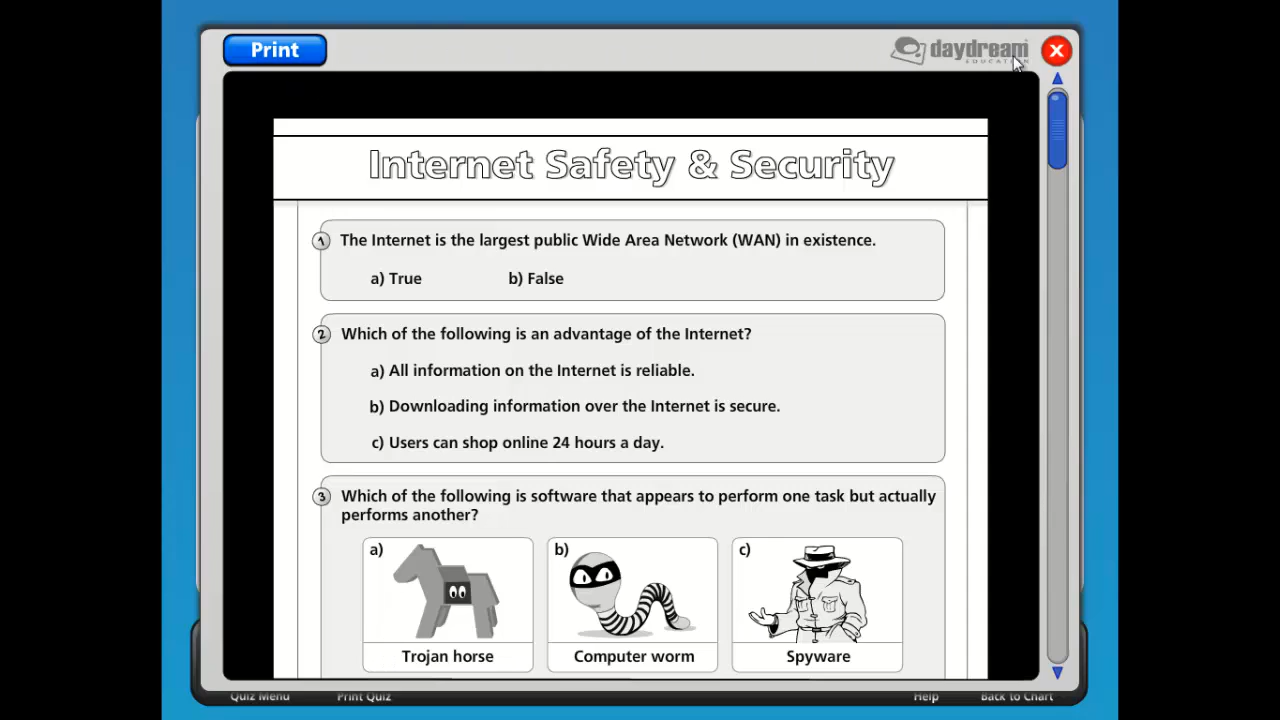 Print
daydream
EDUCATION
Internet Safety & Security
1 The Internet is the largest public Wide Area Network (WAN) in existence.
a) True b) False
2 Which of the following is an advantage of the Internet?
a) All information on the Internet is reliable.
b) Downloading information over the Internet is secure.
c) Users can shop online 24 hours a day.
3 Which of the following is software that appears to perform one task but actually
performs another?
a) b) c)
Trojan horse Computer worm Spyware
Quiz Menu Print Quiz Help Back to Chart